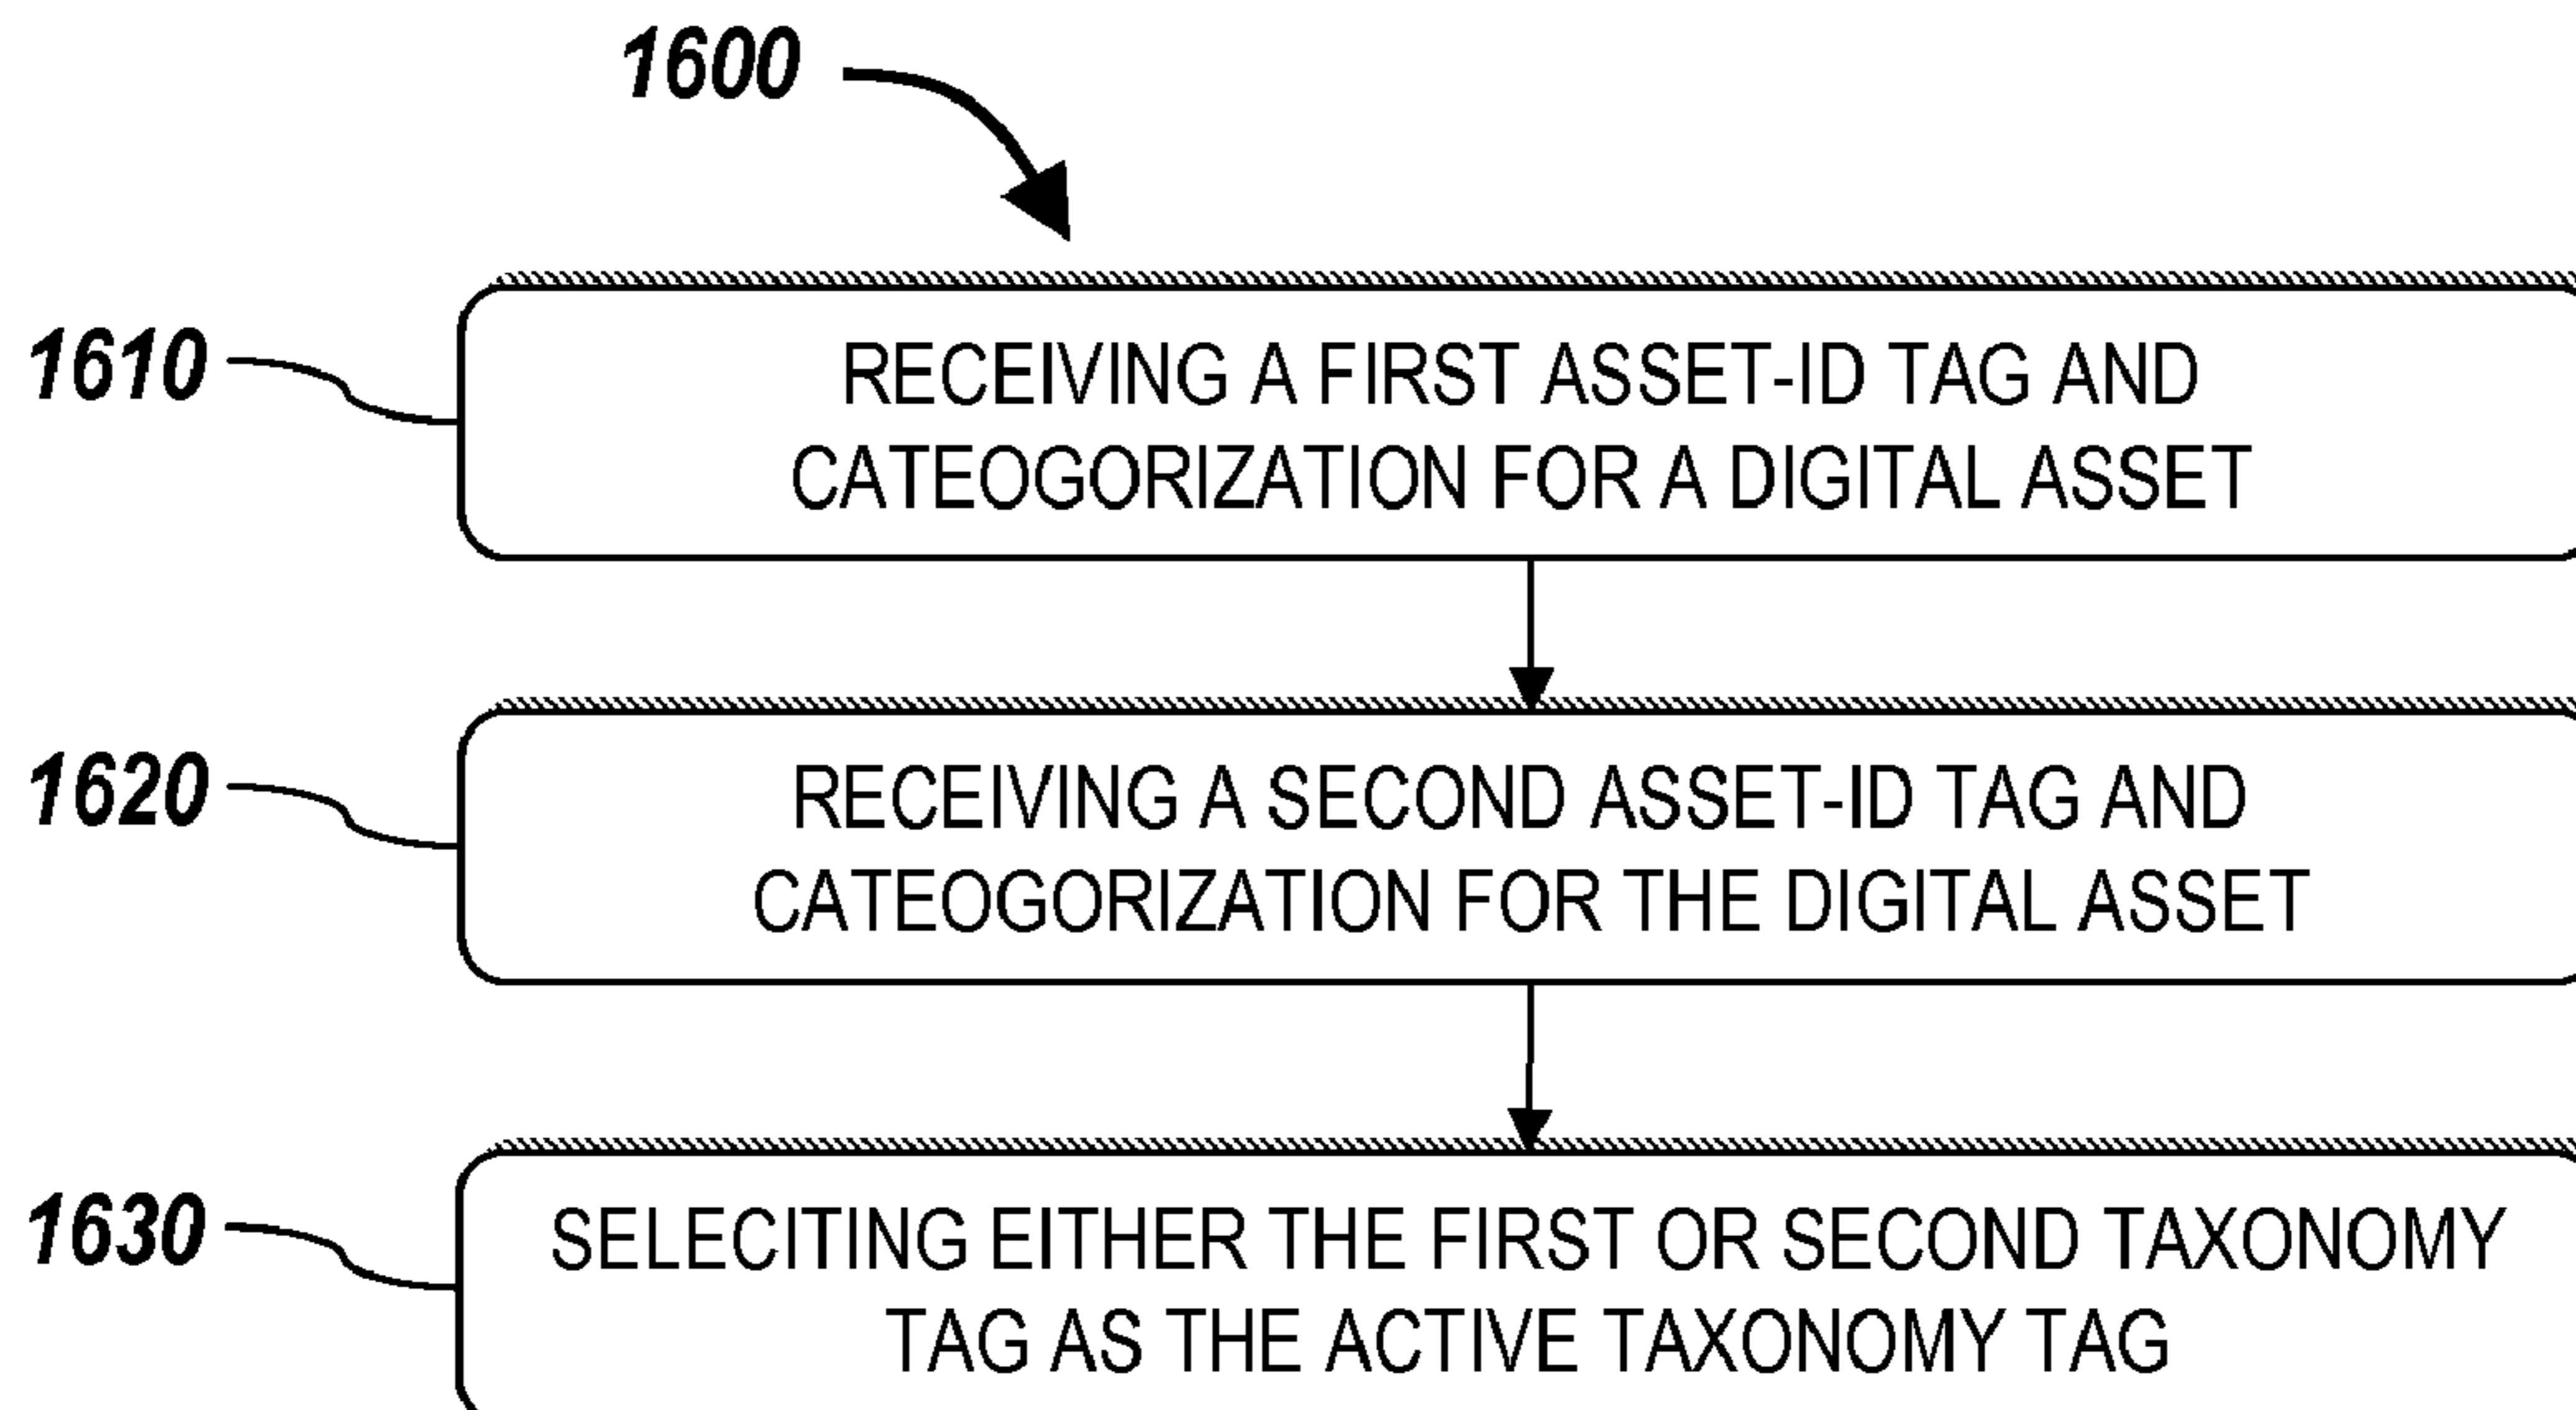 1600
1610
RECEIVING A FIRST ASSET-ID TAG AND
CATEOGORIZATION FOR A DIGITAL ASSET
1620
RECEIVING A SECOND ASSET-ID TAG AND
CATEOGORIZATION FOR THE DIGITAL ASSET
1630
SELECITING EITHER THE FIRST OR SECOND TAXONOMY
TAG AS THE ACTIVE TAXONOMY TAG